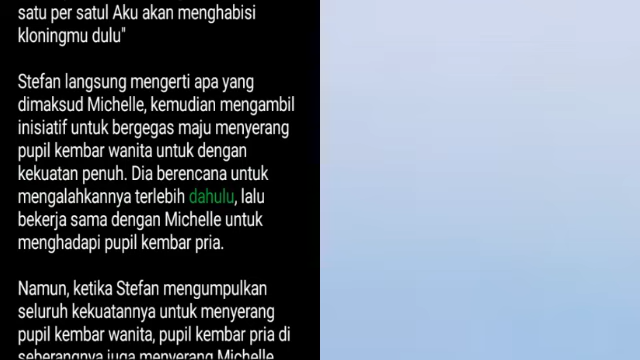 satu per satul Aku akan menghabisi
kloningmu dulu"
Stefan langsung mengerti apa yang
dimaksud Michelle, kemudian mengambil
inisiatif untuk bergegas maju menyerang
pupil kembar wanita untuk dengan
kekuatan penuh. Dia berencana untuk
mengalahkannya terlebih dahulu, lalu
bekerja sama dengan Michelle untuk
menghadapi pupil kembar pria.
Namun, ketika Stefan mengumpulkan
seluruh kekuatannya untuk menyerang
pupil kembar wanita, pupil kembar pria di
seberangnya juga menyerang Michelle